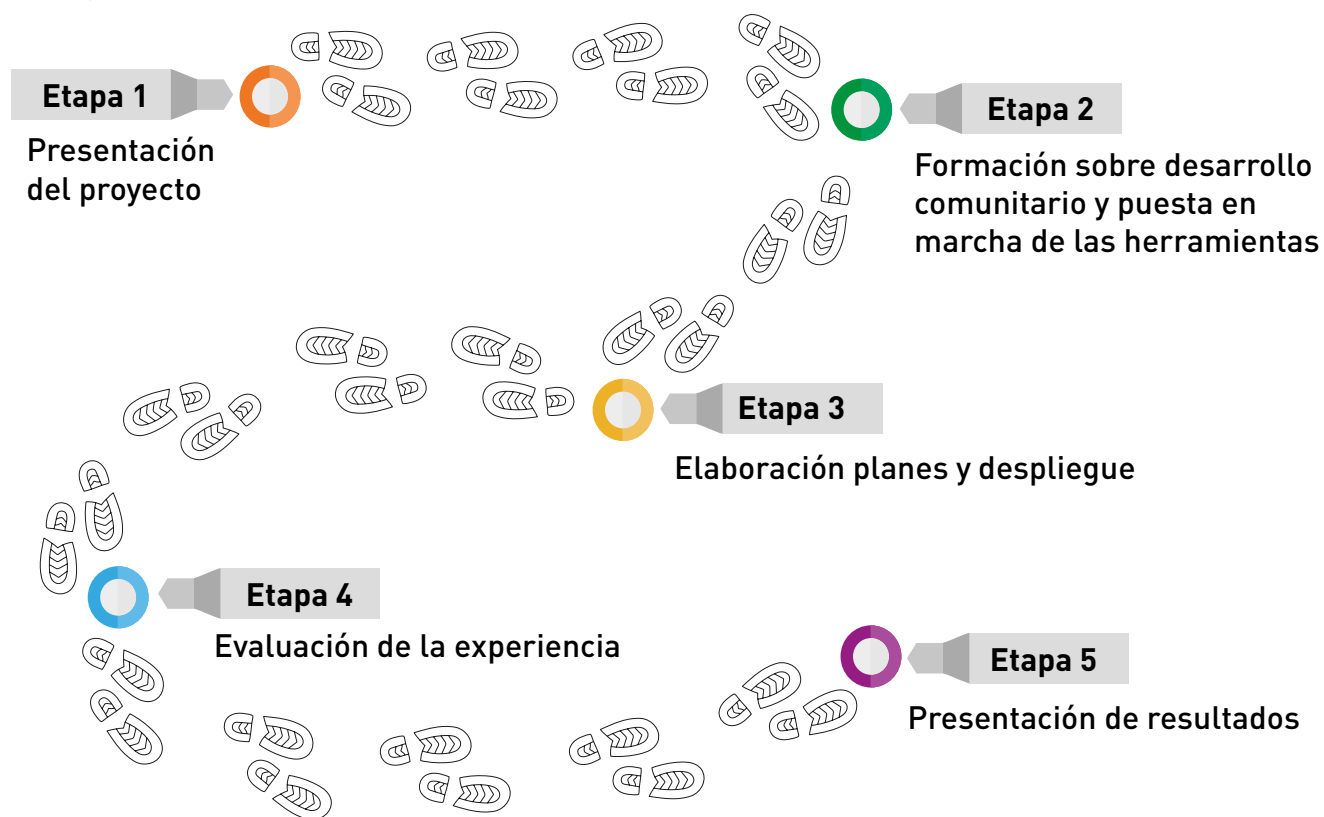 Etapa 1
Presentación
del proyecto
Etapa 2
Formación sobre desarrollo
comunitario y puesta en
marcha de las herramientas
Etapa 3
Elaboración planes y despliegue
Etapa 4
Evaluación de la experiencia
Etapa 5
Presentación de resultados